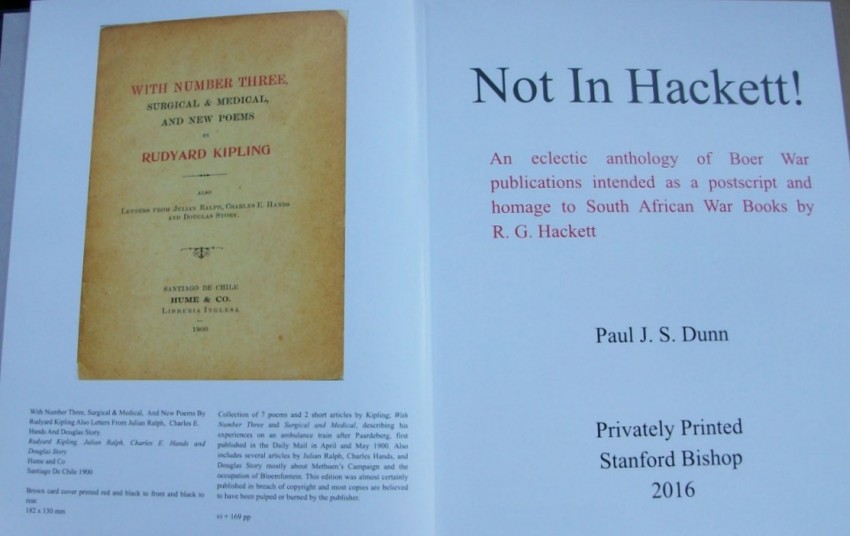 WITH NUMBER THREE,
SURGICAL & MEDICAL,
AND NEW POEMS
BY
RUDYARD KIPLING
ALSO
LETTERS FROM JULIAN RALPH, CHARLES E. HANDS
AND DOUGLAS STORY.
SANTIAGO DE CHILE
HUME & CO.
LIBRERIA INGLESA
1900
With Number Three, Surgical & Medical, And New Poems By
Rudyard Kipling Also Letters From Julian Ralph, Charles E.
Hands And Douglas Story.
Rudyard Kipling, Julian Ralph, Charles E. Hands and
Douglas Story
Hume and Co
Santiago De Chile 1900
Brown card cover printed red and black to front and black to
rear.
182 x 130 mm
Collection of 7 poems and 2 short articles by Kipling, With
Number Three and Surgical and Medical, describing his
experiences on an ambulance train after Paardeberg, first
published in the Daily Mail in April and May 1900. Also
includes several articles by Julian Ralph, Charles Hands, and
Douglas Story mostly about Methuen's Campaign and the
occupation of Bloemfontein. This edition was almost certainly
published in breach of copyright and most copies are believed
to have been pulped or burned by the publisher.
vi + 169 pp
Not In Hackett!
An eclectic anthology of Boer War
publications intended as a postscript and
homage to South African War Books by
R. G. Hackett
Paul J. S. Dunn
Privately Printed
Stanford Bishop
2016